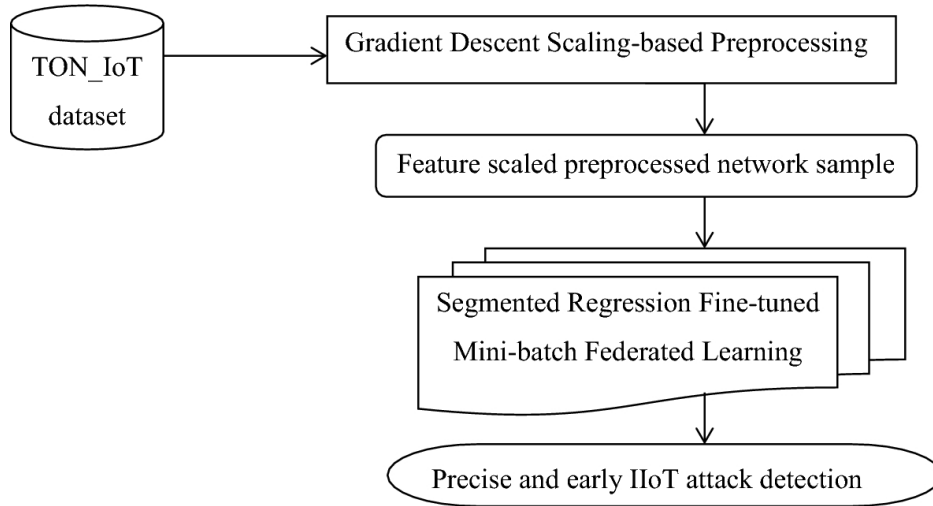 TON_IoT
dataset
Gradient Descent Scaling-based Preprocessing
Feature scaled preprocessed network sample
Segmented Regression Fine-tuned
Mini-batch Federated Learning
Precise and early IIoT attack detection